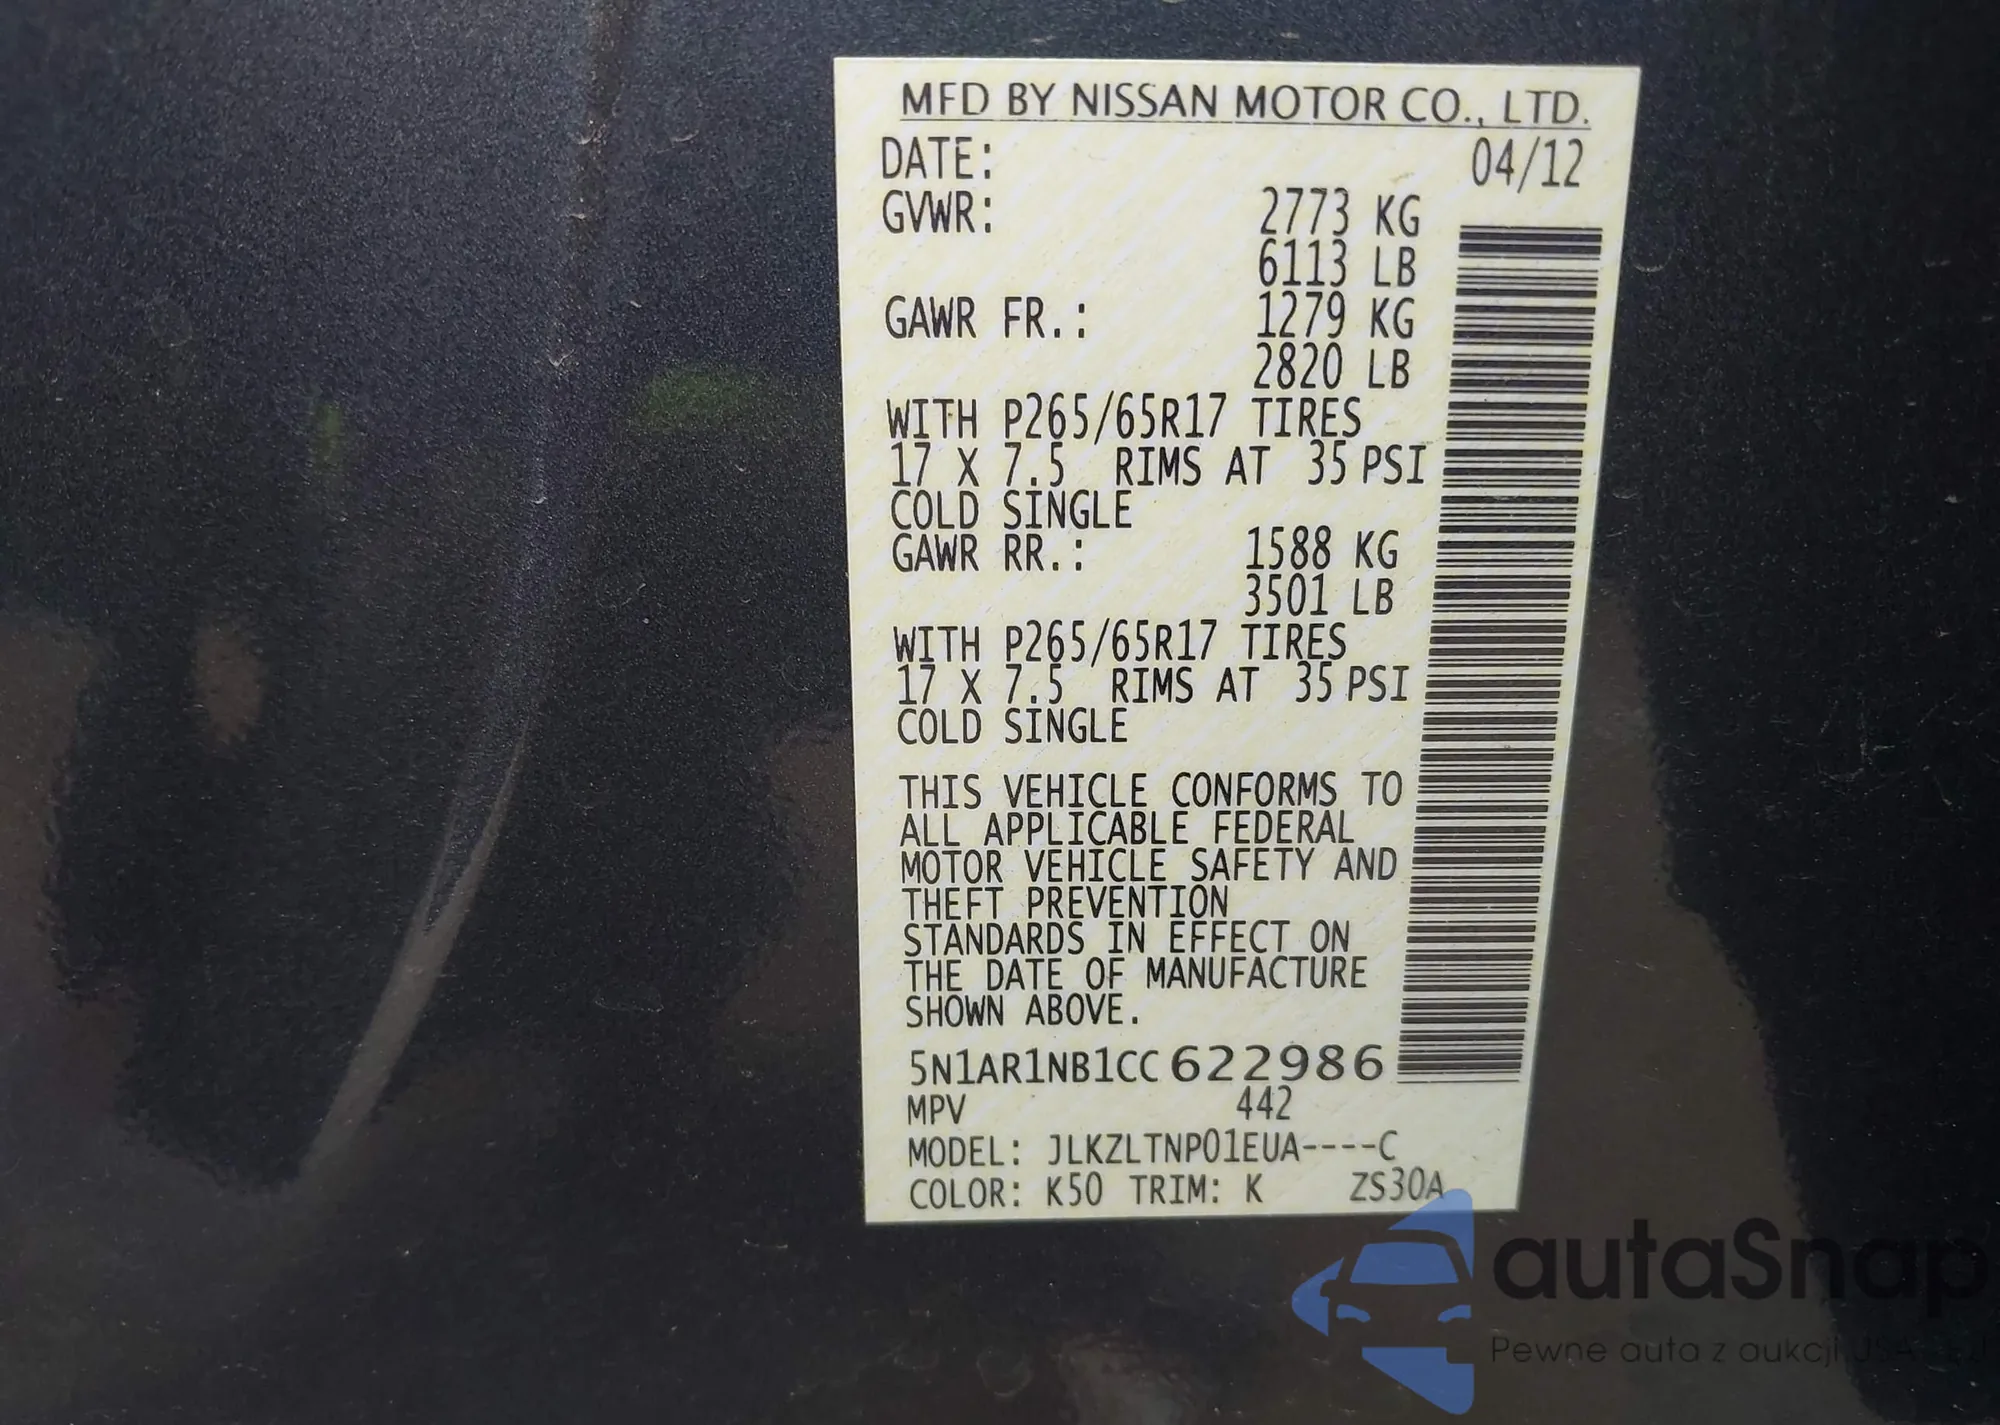 MFD BY NISSAN MOTOR CO., LTD.
DATE: 04/12
GVWR: 2773 KG
6113 LB
GAWR FR.: 1279 KG
2820 LB
WITH P265/65R17 TIRES
17 X 7.5 RIMS AT 35 PSI
COLD SINGLE
GAWR RR.: 1588 KG
3501 LB
WITH P265/65R17 TIRES
17 X 7.5 RIMS AT 35 PSI
COLD SINGLE
THIS VEHICLE CONFORMS TO
ALL APPLICABLE FEDERAL
MOTOR VEHICLE SAFETY AND
THEFT PREVENTION
STANDARDS IN EFFECT ON
THE DATE OF MANUFACTURE
SHOWN ABOVE.
5N1AR1NB1CC622986
MPV 442
MODEL: JLKZLTNP01EUA----C
COLOR: K50 TRIM: K ZS30A
autaSnap
Pewne auta z aukcji